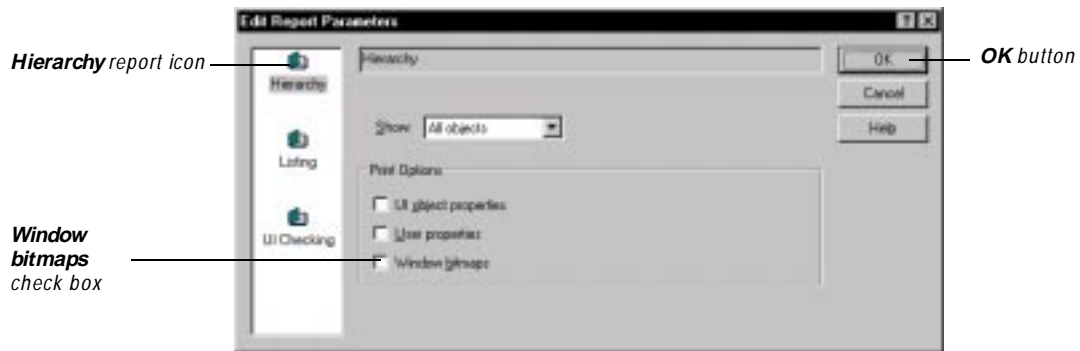 Edit Report Parameters
Hierarchy report icon
Hierarchy
Hierarchy
OK
OK button
Cancel
Show All objects
Help
Listing
Print Options
UI object properties
User properties
UI Checking
Window bitmaps
Window
bitmaps
check box